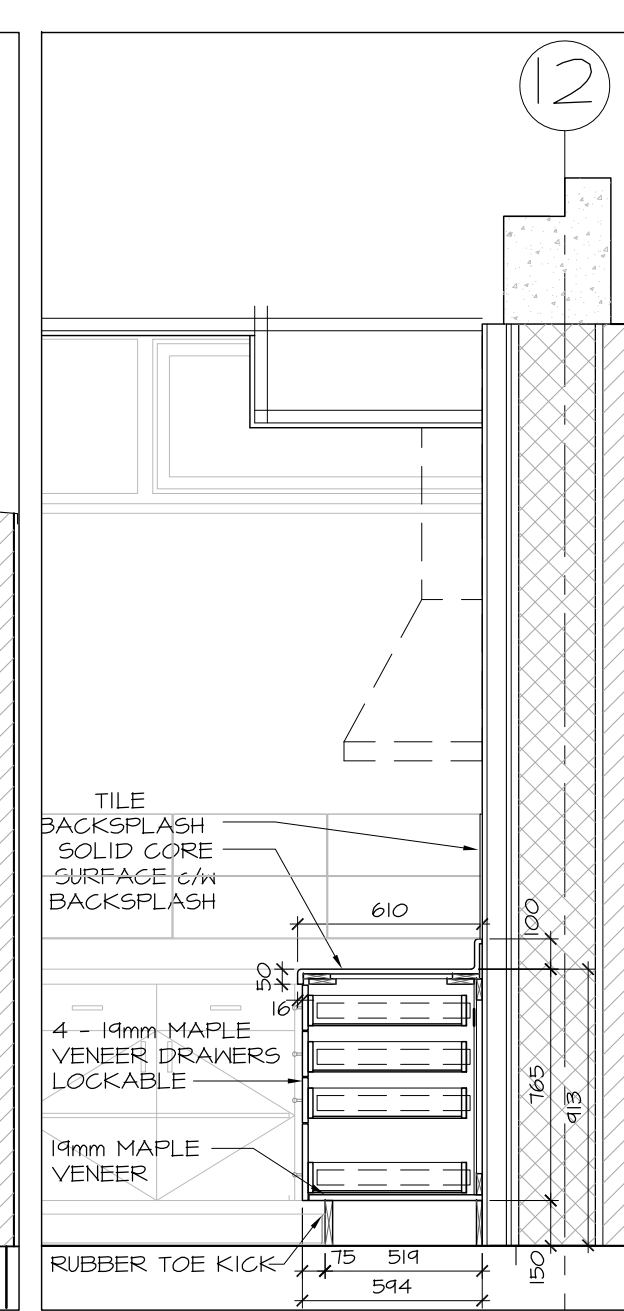 12
TILE
BACKSPLASH
SOLID CORE
SURFACE c/w
BACKSPLASH
610
100
50
16
4 - 19mm MAPLE
VENEER DRAWERS
LOCKABLE
765
913
19mm MAPLE
VENEER
RUBBER TOE KICK
75
519
150
594